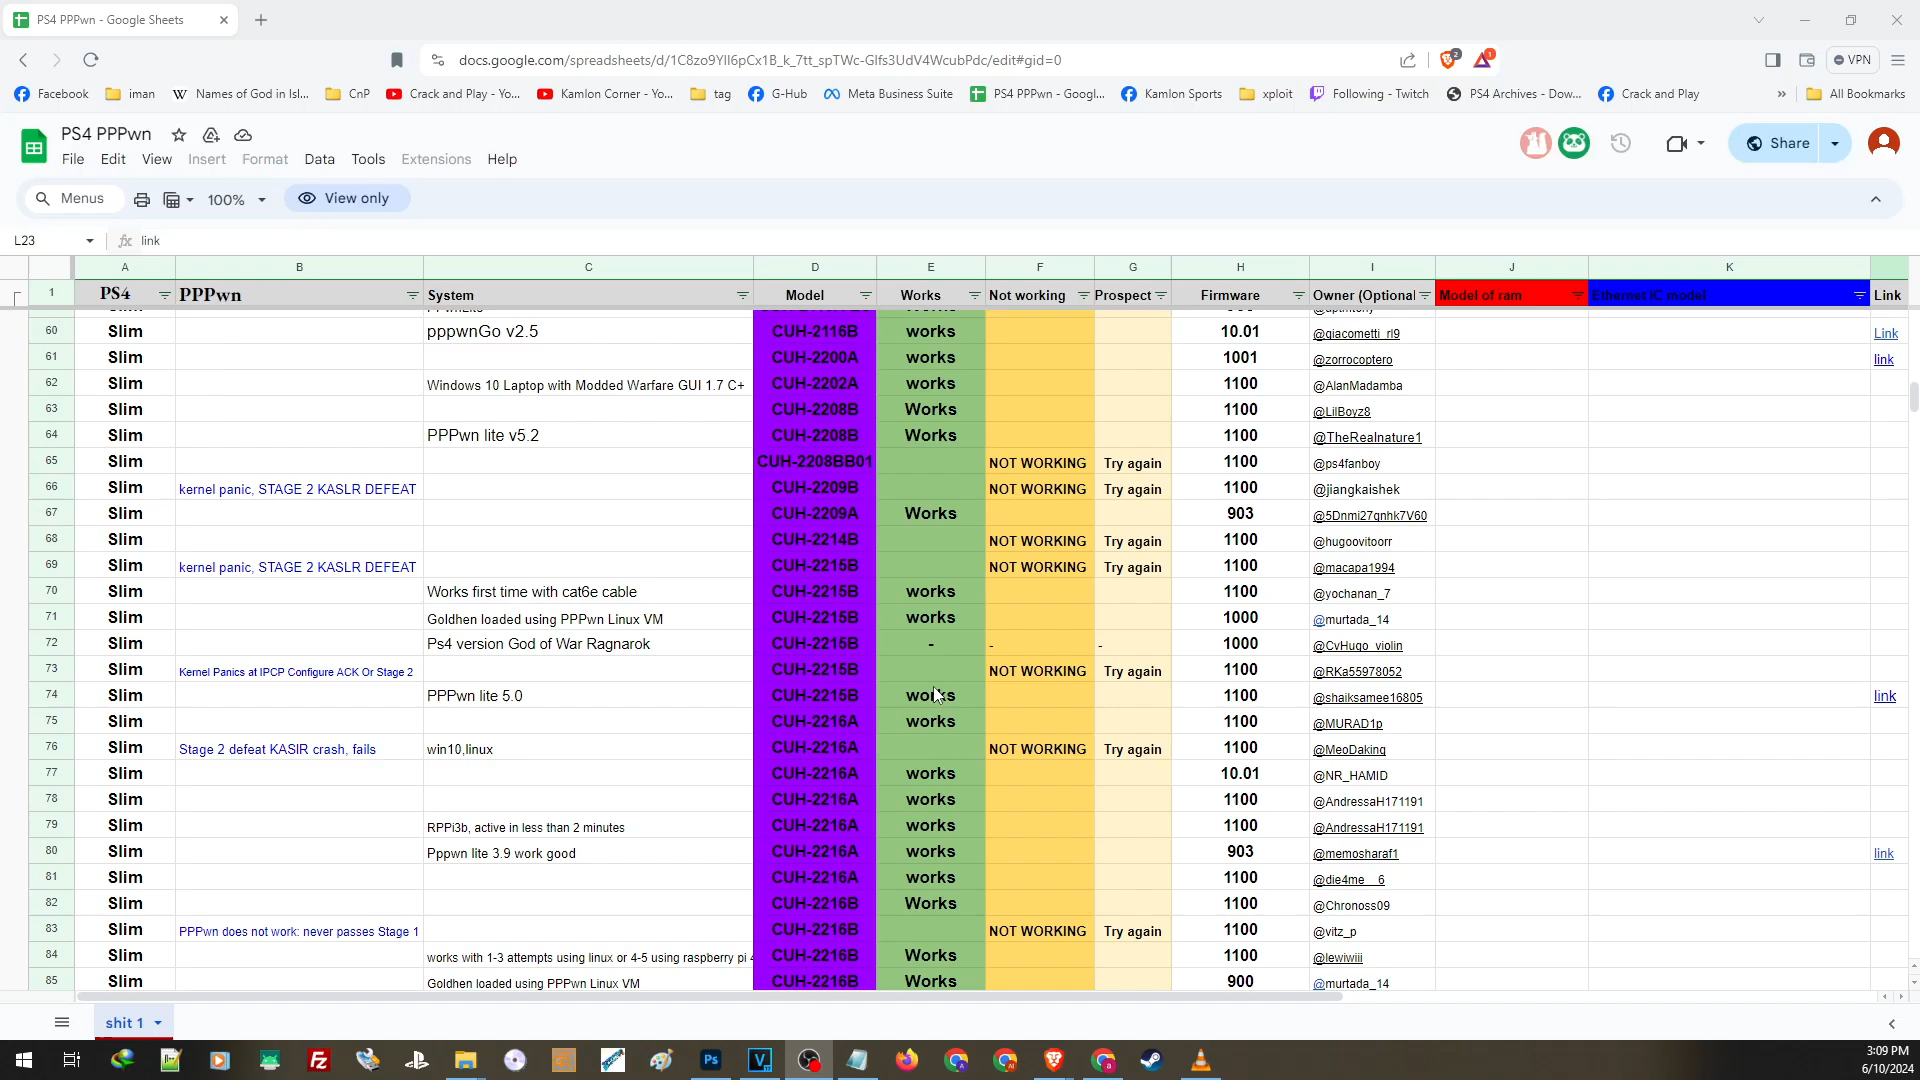 PS4 PPPwn - Google Sheets
docs.google.com/spreadsheets/d/1C8zo9YlI6pCx1B_k_7tt_spTWc-Glfs3UdV4WcubPdc/edit#gid=0
2
1
VPN
Facebook iman Names of God in Isl... CnP Crack and Play - Yo... Kamlon Corner - Yo... tag G-Hub Meta Business Suite PS4 PPPwn - Googl... Kamlon Sports xploit Following - Twitch PS4 Archives - Dow... Crack and Play » All Bookmarks
PS4 PPPwn
Share
File Edit View Insert Format Data Tools Extensions Help
Menus 100% View only
L23 fx link
A B C D E F G H I J K
1 PS4 PPPwn System Model Works Not working Prospect Firmware Owner (Optional Model of ram Ethernet IC model Link
60 Slim pppwnGo v2.5 CUH-2116B works 10.01 @giacometti_rl9 Link
61 Slim CUH-2200A works 1001 @zorrocoptero link
62 Slim Windows 10 Laptop with Modded Warfare GUI 1.7 C+ CUH-2202A works 1100 @AlanMadamba
63 Slim CUH-2208B Works 1100 @LilBoyz8
64 Slim PPPwn lite v5.2 CUH-2208B Works 1100 @TheRealnature1
65 Slim CUH-2208BB01 NOT WORKING Try again 1100 @ps4fanboy
66 Slim kernel panic, STAGE 2 KASLR DEFEAT CUH-2209B NOT WORKING Try again 1100 @jiangkaishek
67 Slim CUH-2209A Works 903 @5Dnmi27qnhk7V60
68 Slim CUH-2214B NOT WORKING Try again 1100 @hugoovitoorr
69 Slim kernel panic, STAGE 2 KASLR DEFEAT CUH-2215B NOT WORKING Try again 1100 @macapa1994
70 Slim Works first time with cat6e cable CUH-2215B works 1100 @yochanan_7
71 Slim Goldhen loaded using PPPwn Linux VM CUH-2215B works 1000 @murtada_14
72 Slim Ps4 version God of War Ragnarok CUH-2215B - - - 1000 @CvHugo_violin
73 Slim Kernel Panics at IPCP Configure ACK Or Stage 2 CUH-2215B NOT WORKING Try again 1100 @RKa55978052
74 Slim PPPwn lite 5.0 CUH-2215B works 1100 @shaiksamee16805 link
75 Slim CUH-2216A works 1100 @MURAD1p
76 Slim Stage 2 defeat KASIR crash, fails win10,linux CUH-2216A NOT WORKING Try again 1100 @MeoDaking
77 Slim CUH-2216A works 10.01 @NR_HAMID
78 Slim CUH-2216A works 1100 @AndressaH171191
79 Slim RPPi3b, active in less than 2 minutes CUH-2216A works 1100 @AndressaH171191
80 Slim Pppwn lite 3.9 work good CUH-2216A works 903 @memosharaf1 link
81 Slim CUH-2216A works 1100 @die4me__6
82 Slim CUH-2216B Works 1100 @Chronoss09
83 Slim PPPwn does not work: never passes Stage 1 CUH-2216B NOT WORKING Try again 1100 @vitz_p
84 Slim works with 1-3 attempts using linux or 4-5 using raspberry pi CUH-2216B Works 1100 @lewiwiii
85 Slim Goldhen loaded using PPPwn Linux VM CUH-2216B Works 900 @murtada_14
shit 1
Ps
3:09 PM
6/10/2024